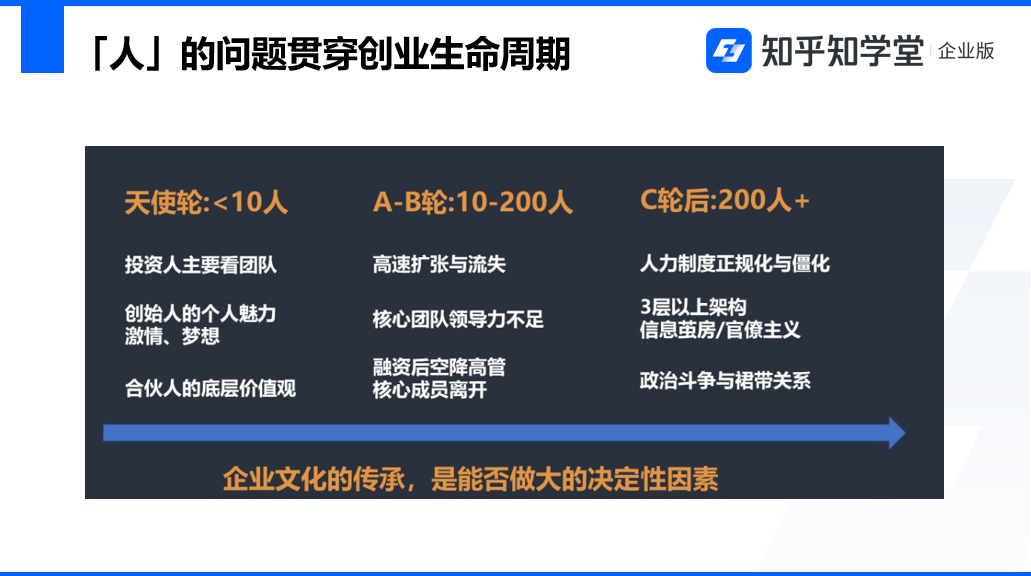 「人」的问题贯穿创业生命周期
知乎知学堂 企业版
天使轮:<10人
投资人主要看团队
创始人的个人魅力
激情、梦想
合伙人的底层价值观
A-B轮:10-200人
高速扩张与流失
核心团队领导力不足
融资后空降高管
核心成员离开
C轮后:200人+
人力制度正规化与僵化
3层以上架构
信息茧房/官僚主义
政治斗争与裙带关系
企业文化的传承，是能否做大的决定性因素